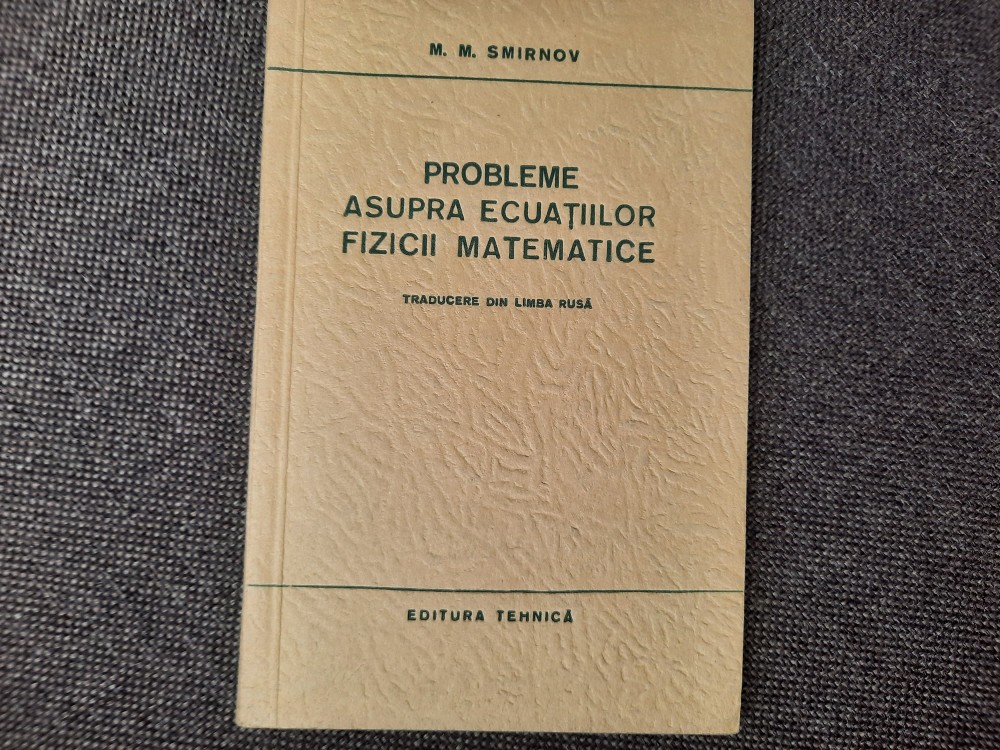 M. M. SMIRNOV
PROBLEME
ASUPRA ECUAȚIILOR
FIZICII MATEMATICE
TRADUCERE DIN LIMBA RUSĂ
EDITURA TEHNICĂ